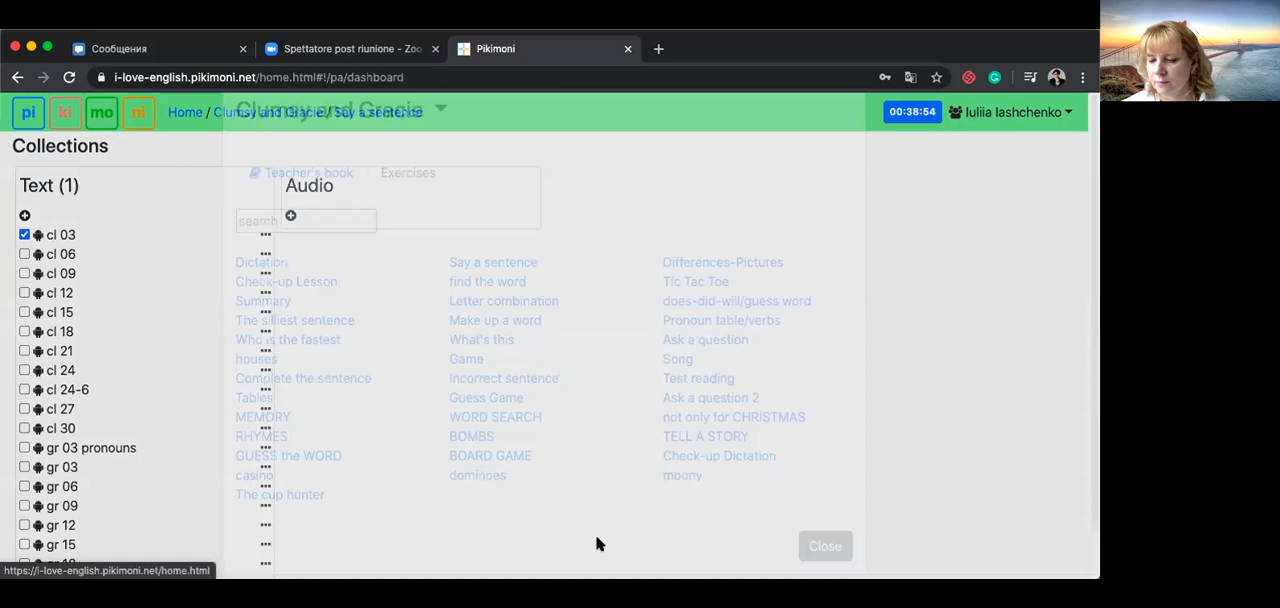 Сообщения
Spettatore post riunione - Zoo
Pikimoni
i-love-english.pikimoni.net/home.html#!/pa/dashboard
pi ki mo ni
Home / Clumsy and Gracie / Say a sentence
Clumsy and Gracie
00:38:54
Iuliia Iashchenko
Collections
Text (1)
cl 03
cl 06
cl 09
cl 12
cl 15
cl 18
cl 21
cl 24
cl 24-6
cl 27
cl 30
gr 03 pronouns
gr 03
gr 06
gr 09
gr 12
gr 15
Teacher's book
Exercises
Audio
search
Dictation
Say a sentence
Differences-Pictures
Check-up Lesson
find the word
Tic Tac Toe
Summary
Letter combination
does-did-will/guess word
The silliest sentence
Make up a word
Pronoun table/verbs
Who is the fastest
What's this
Ask a question
houses
Game
Song
Complete the sentence
Incorrect sentence
Test reading
Tables
Guess Game
Ask a question 2
MEMORY
WORD SEARCH
not only for CHRISTMAS
RHYMES
BOMBS
TELL A STORY
GUESS the WORD
BOARD GAME
Check-up Dictation
casino
dominoes
moony
The cup hunter
Close
https://i-love-english.pikimoni.net/home.html